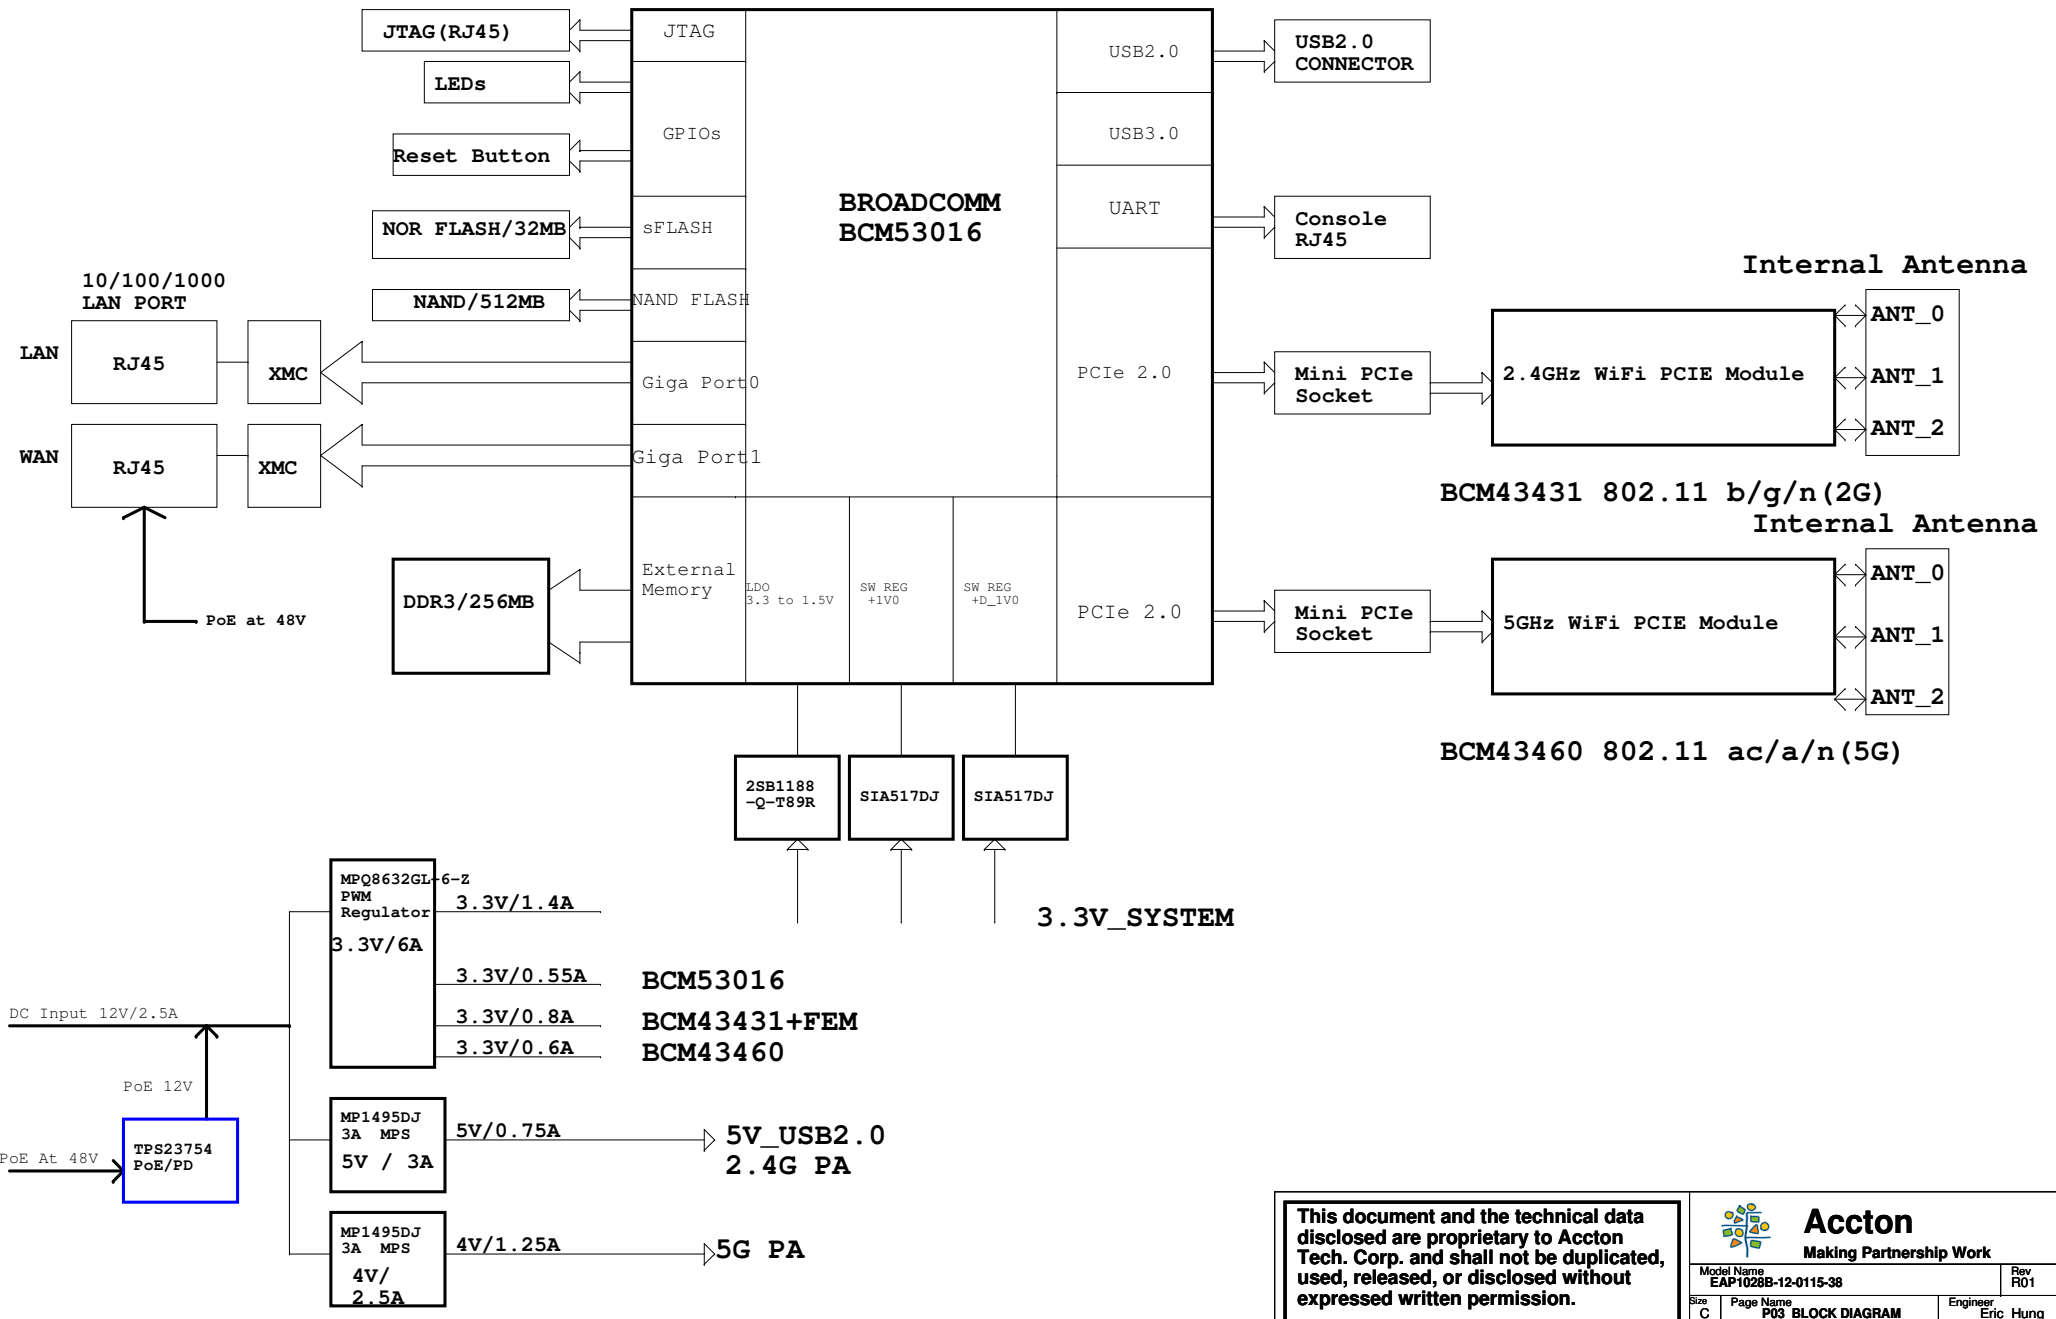 JTAG(RJ45)
LEDs
Reset Button
NOR FLASH/32MB
NAND/512MB
10/100/1000
LAN PORT
LAN
RJ45
XMC
WAN
RJ45
XMC
PoE at 48V
DDR3/256MB
JTAG
GPIOs
sFLASH
NAND FLASH
Giga Port0
Giga Port1
External
Memory
BROADCOMM
BCM53016
LDO
3.3 to 1.5V
SW REG
+1V0
SW REG
+D_1V0
USB2.0
USB3.0
UART
PCIe 2.0
PCIe 2.0
USB2.0
CONNECTOR
Console
RJ45
Mini PCIe
Socket
2.4GHz WiFi PCIE Module
Internal Antenna
ANT_0
ANT_1
ANT_2
BCM43431 802.11 b/g/n(2G)
Internal Antenna
Mini PCIe
Socket
5GHz WiFi PCIE Module
ANT_0
ANT_1
ANT_2
BCM43460 802.11 ac/a/n(5G)
2SB1188
-Q-T89R
SIA517DJ
SIA517DJ
3.3V_SYSTEM
MPQ8632GL-6-Z
PWM
Regulator
3.3V/6A
3.3V/1.4A
3.3V/0.55A
BCM53016
3.3V/0.8A
BCM43431+FEM
3.3V/0.6A
BCM43460
DC Input 12V/2.5A
PoE 12V
PoE At 48V
TPS23754
PoE/PD
MP1495DJ
3A MPS
5V / 3A
5V/0.75A
5V_USB2.0
2.4G PA
MP1495DJ
3A MPS
4V/
2.5A
4V/1.25A
5G PA
This document and the technical data
disclosed are proprietary to Accton
Tech. Corp. and shall not be duplicated,
used, released, or disclosed without
expressed written permission.
Accton
Making Partnership Work
Model Name
EAP1028B-12-0115-38
Rev
R01
Size
C
Page Name
P03_BLOCK DIAGRAM
Engineer
Eric_Hung